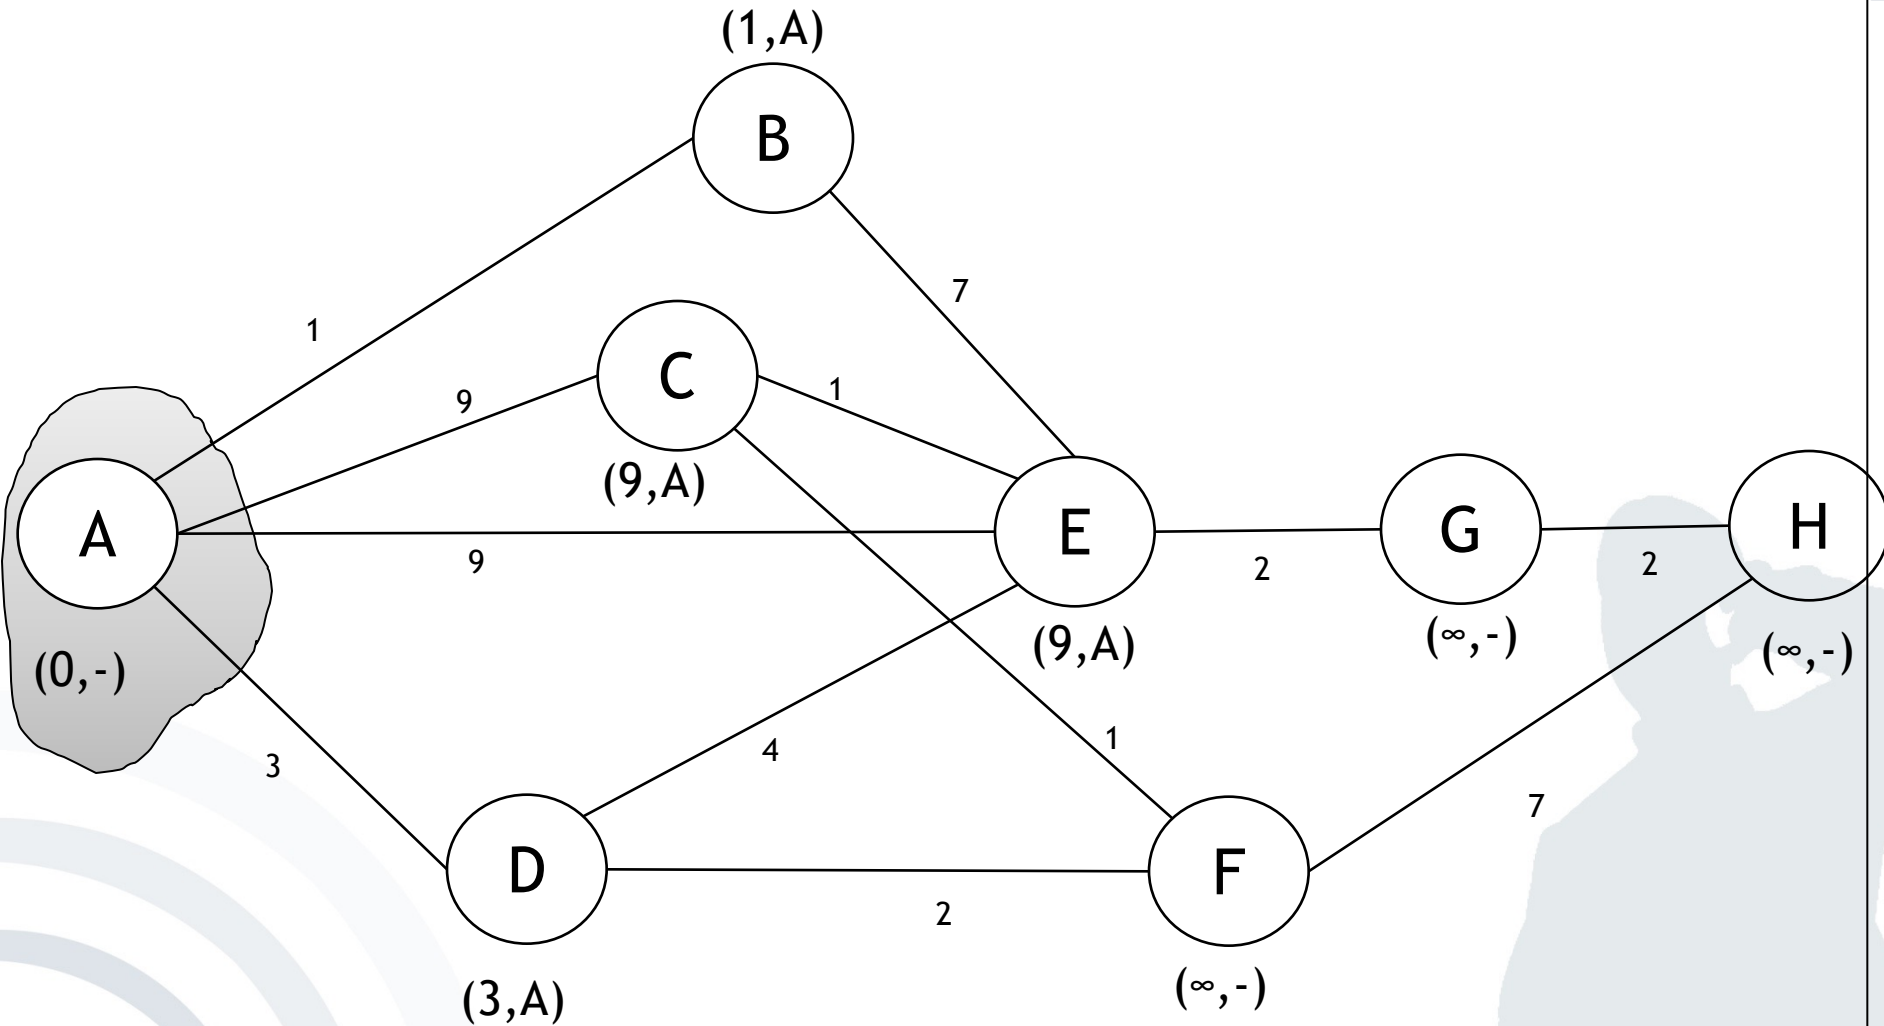 (1,A)
B
7
1
C
1
9
(9,A)
A
E
G
H
9
2
2
(0,-)
(9,A)
(∞,-)
(∞,-)
3
4
1
7
D
F
2
(3,A)
(∞,-)